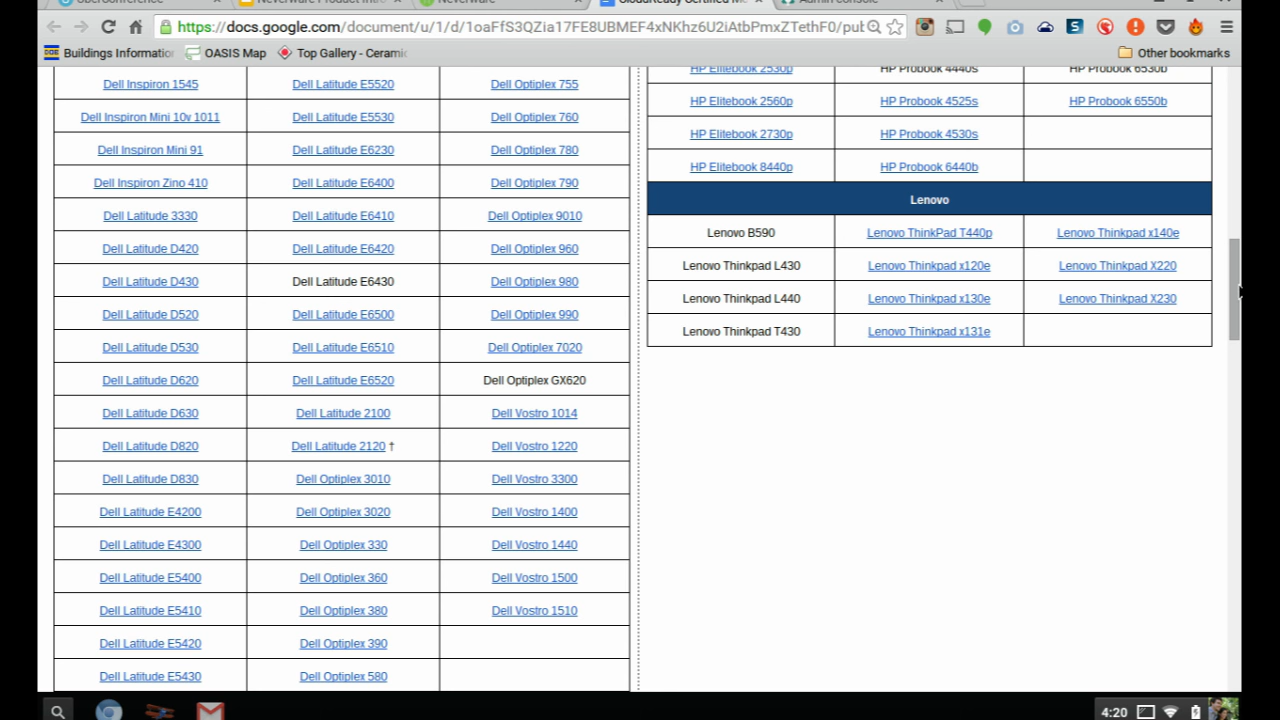 UberConference
Neverware Product Intro
Neverware
CloudReady Certified M
Admin console
https://docs.google.com/document/u/1/d/1oaFfS3QZia17FE8UBMEF4xNKhz6U2iAtbPmxZTethF0/pub
Buildings Informatio
OASIS Map
Top Gallery - Cerami
Other bookmarks
Dell Inspiron 1545
Dell Latitude E5520
Dell Optiplex 755
Dell Inspiron Mini 10v 1011
Dell Latitude E5530
Dell Optiplex 760
Dell Inspiron Mini 91
Dell Latitude E6230
Dell Optiplex 780
Dell Inspiron Zino 410
Dell Latitude E6400
Dell Optiplex 790
Dell Latitude 3330
Dell Latitude E6410
Dell Optiplex 9010
Dell Latitude D420
Dell Latitude E6420
Dell Optiplex 960
Dell Latitude D430
Dell Latitude E6430
Dell Optiplex 980
Dell Latitude D520
Dell Latitude E6500
Dell Optiplex 990
Dell Latitude D530
Dell Latitude E6510
Dell Optiplex 7020
Dell Latitude D620
Dell Latitude E6520
Dell Optiplex GX620
Dell Latitude D630
Dell Latitude 2100
Dell Vostro 1014
Dell Latitude D820
Dell Latitude 2120 †
Dell Vostro 1220
Dell Latitude D830
Dell Optiplex 3010
Dell Vostro 3300
Dell Latitude E4200
Dell Optiplex 3020
Dell Vostro 1400
Dell Latitude E4300
Dell Optiplex 330
Dell Vostro 1440
Dell Latitude E5400
Dell Optiplex 360
Dell Vostro 1500
Dell Latitude E5410
Dell Optiplex 380
Dell Vostro 1510
Dell Latitude E5420
Dell Optiplex 390
Dell Latitude E5430
Dell Optiplex 580
HP Elitebook 2530p
HP Probook 4440s
HP Probook 6530b
HP Elitebook 2560p
HP Probook 4525s
HP Probook 6550b
HP Elitebook 2730p
HP Probook 4530s
HP Elitebook 8440p
HP Probook 6440b
Lenovo
Lenovo B590
Lenovo ThinkPad T440p
Lenovo Thinkpad x140e
Lenovo Thinkpad L430
Lenovo Thinkpad x120e
Lenovo Thinkpad X220
Lenovo Thinkpad L440
Lenovo Thinkpad x130e
Lenovo Thinkpad X230
Lenovo Thinkpad T430
Lenovo Thinkpad x131e
4:20